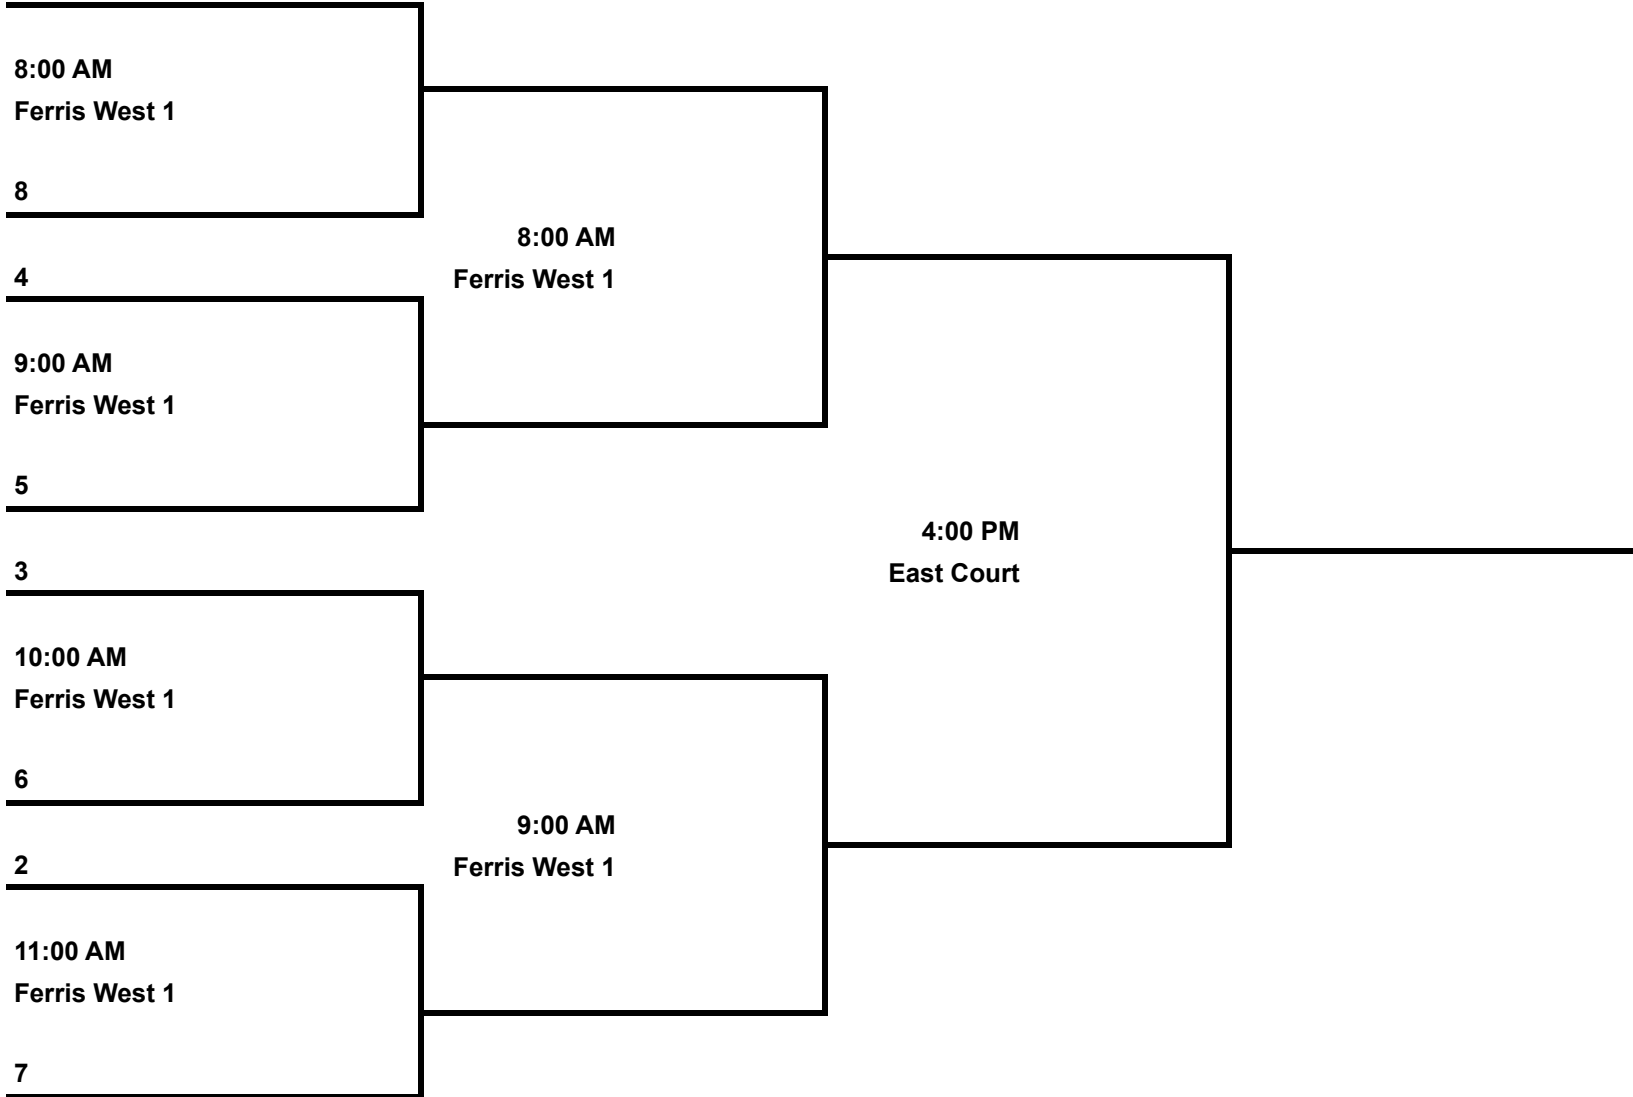 8:00 AM
Ferris West 1
8
8:00 AM
Ferris West 1
4
9:00 AM
Ferris West 1
5
4:00 PM
East Court
3
10:00 AM
Ferris West 1
6
9:00 AM
Ferris West 1
2
11:00 AM
Ferris West 1
7